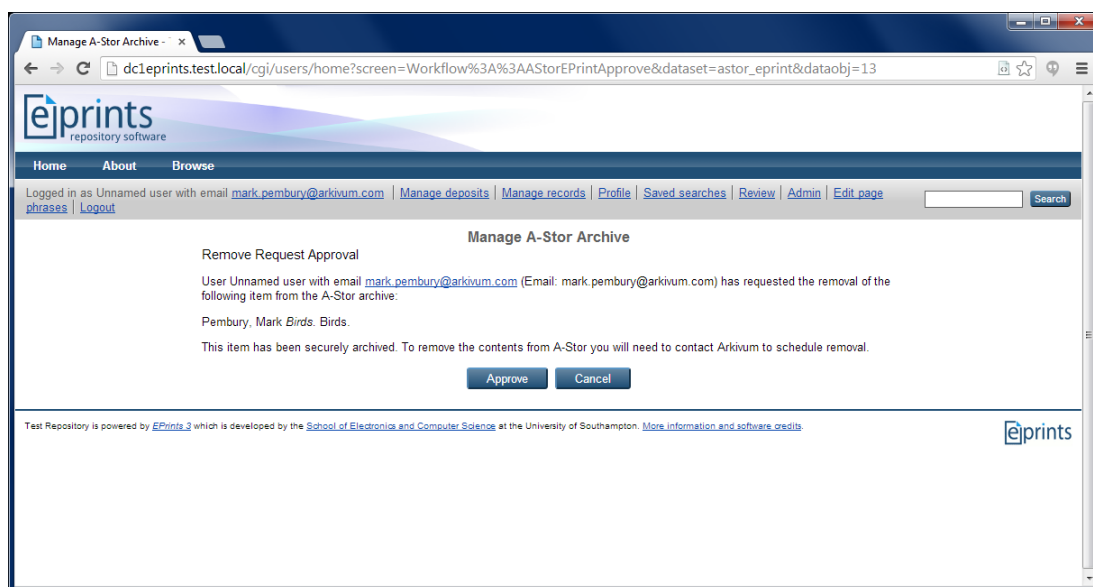 Manage A-Stor Archive -
dc1eprints.test.local/cgi/users/home?screen=Workflow%3A%3AAStorEPrintApprove&dataset=astor_eprint&dataobj=13
eprints
repository software
Home About Browse
Logged in as Unnamed user with email mark.pembury@arkivum.com | Manage deposits | Manage records | Profile | Saved searches | Review | Admin | Edit page
phrases | Logout
Search
Manage A-Stor Archive
Remove Request Approval
User Unnamed user with email mark.pembury@arkivum.com (Email: mark.pembury@arkivum.com) has requested the removal of the
following item from the A-Stor archive:
Pembury, Mark Birds. Birds.
This item has been securely archived. To remove the contents from A-Stor you will need to contact Arkivum to schedule removal.
Approve Cancel
Test Repository is powered by EPrints 3 which is developed by the School of Electronics and Computer Science at the University of Southampton. More information and software credits.
eprints